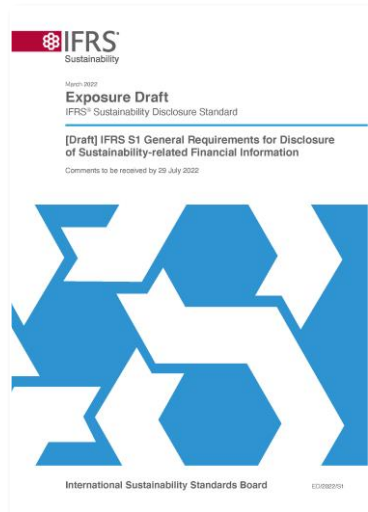 IFRS®
Sustainability
March 2022
Exposure Draft
IFRS® Sustainability Disclosure Standard
[Draft] IFRS S1 General Requirements for Disclosure
of Sustainability-related Financial Information
Comments to be received by 29 July 2022
International Sustainability Standards Board
ED/2022/S1